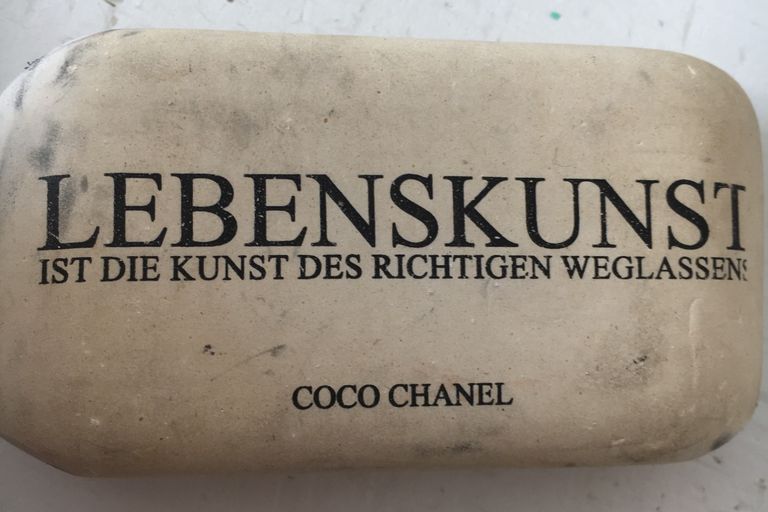 LEBENSKUNST
IST DIE KUNST DES RICHTIGEN WEGLASSENS
COCO CHANEL